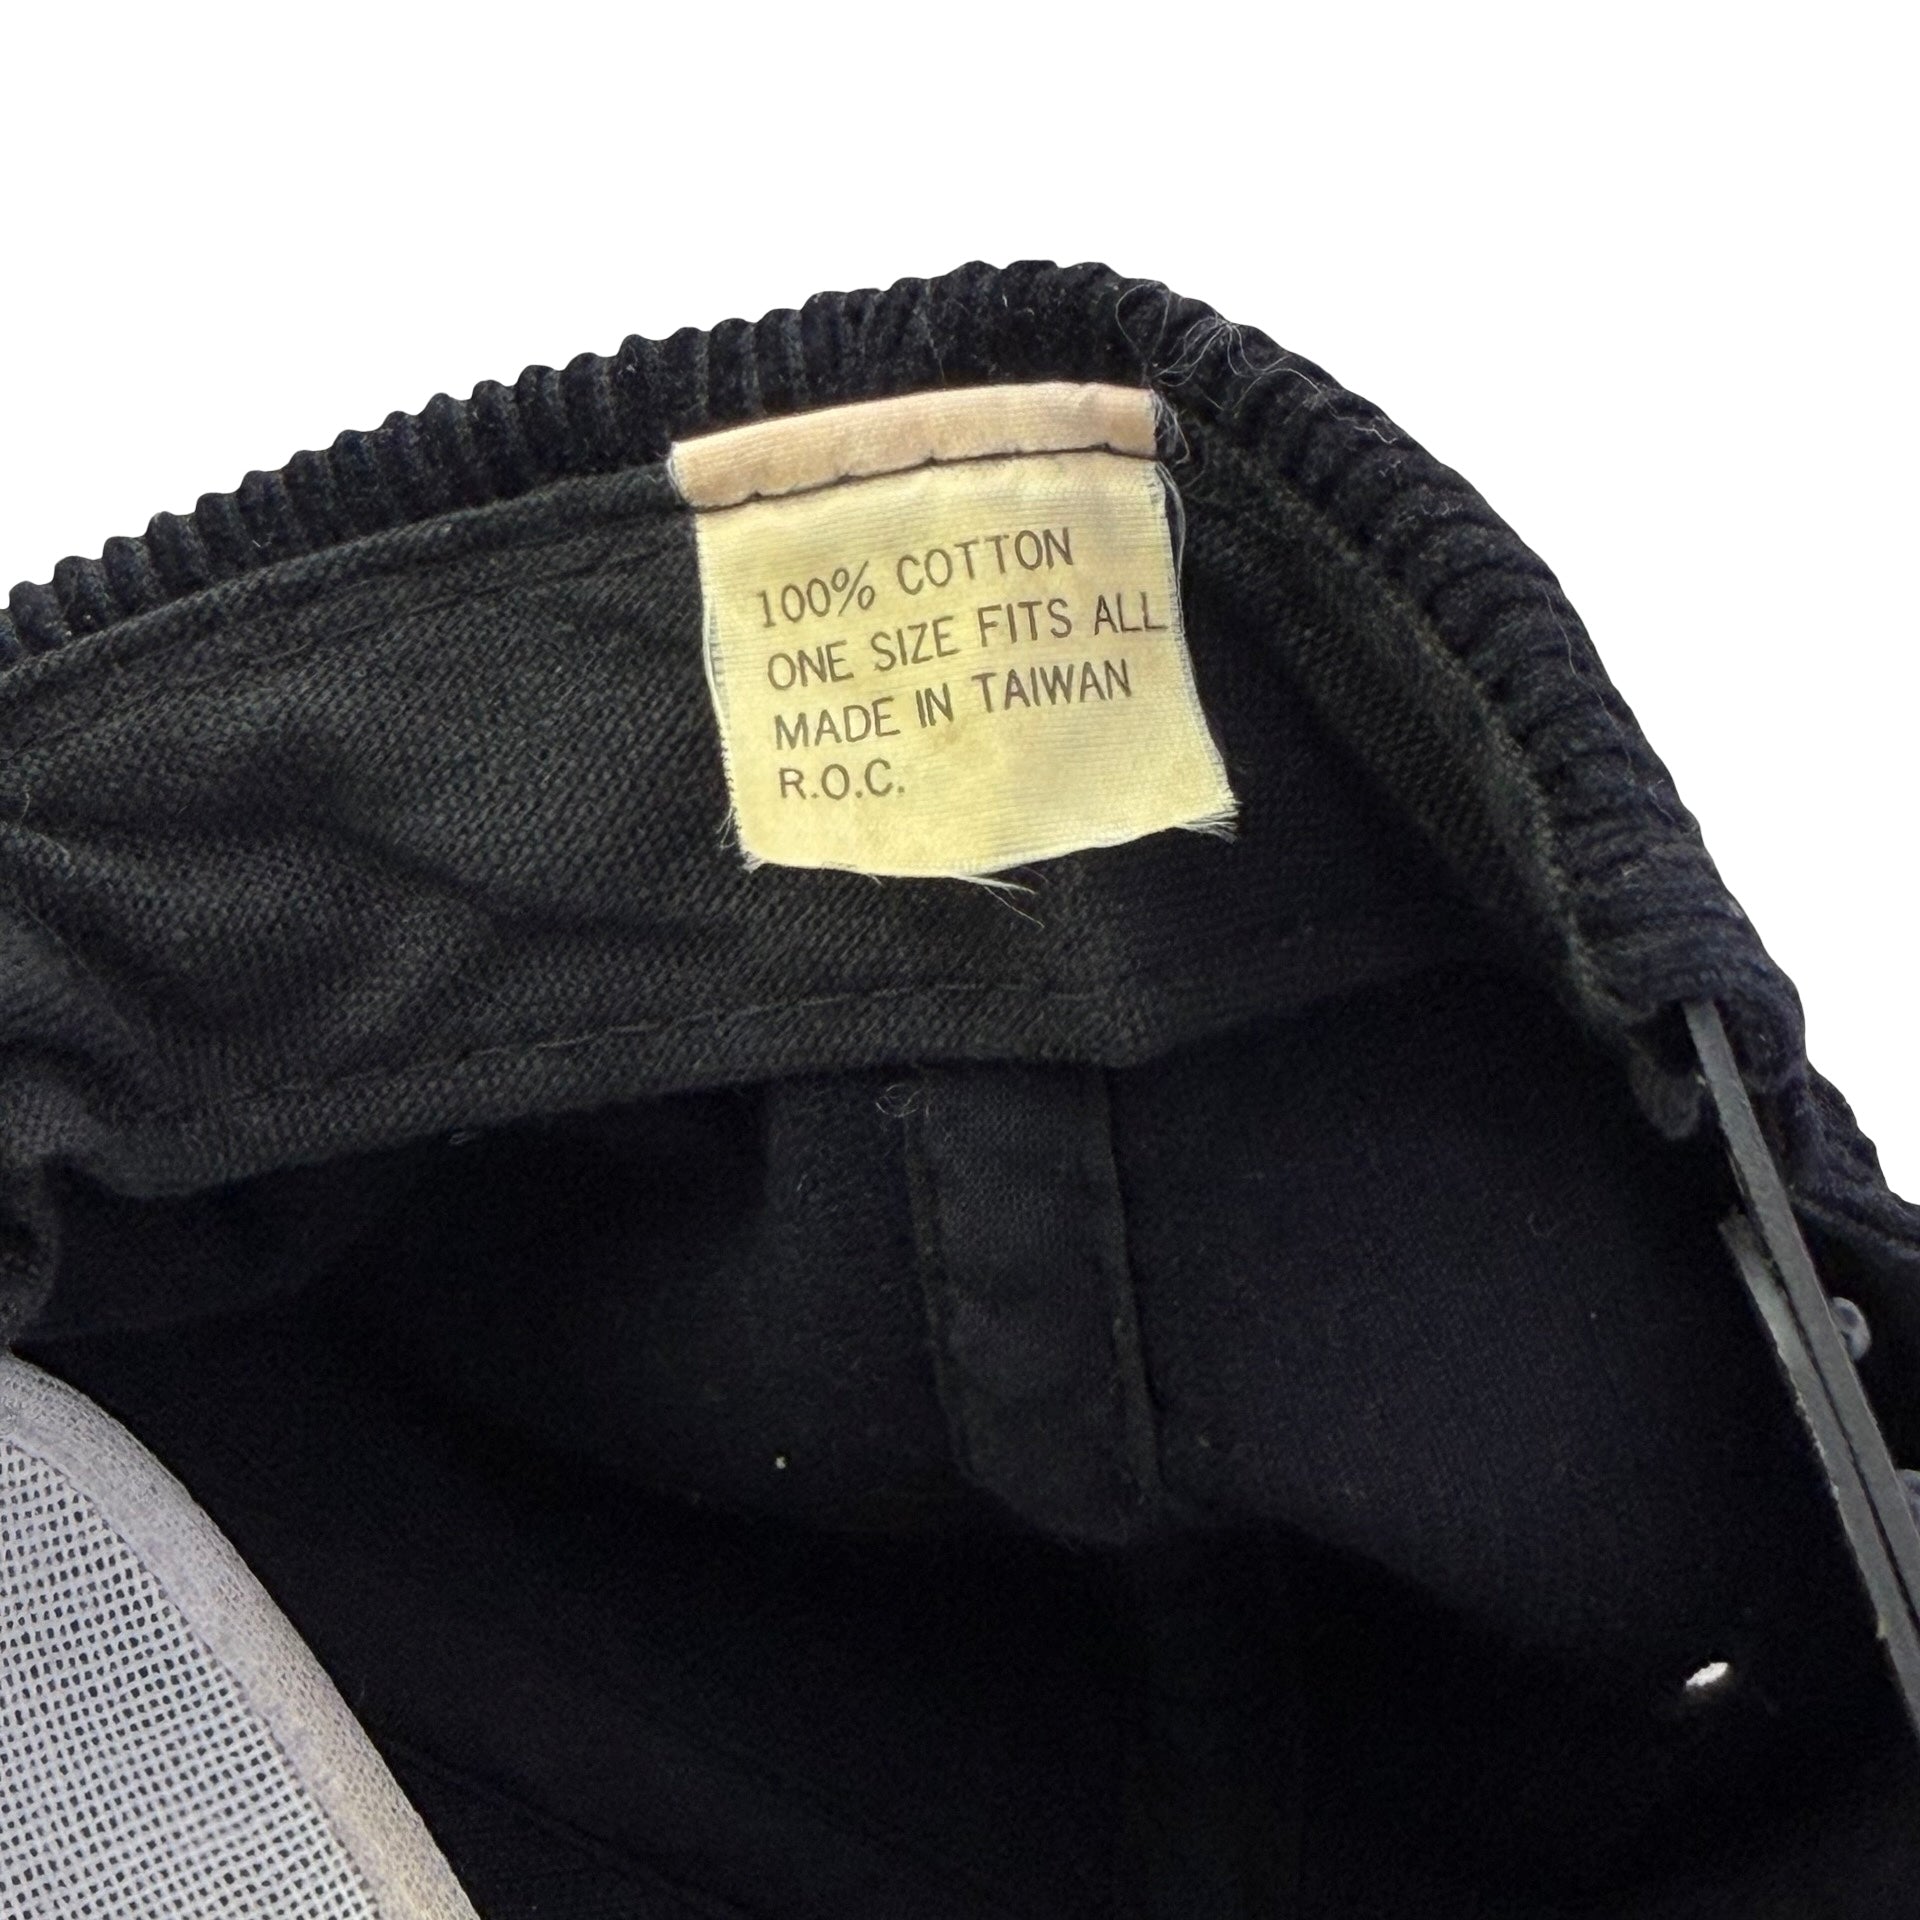 100% COTTON
ONE SIZE FITS ALL
MADE IN TAIWAN
R.O.C.